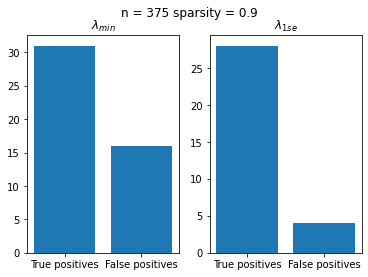 n = 375 sparsity = 0.9
λmin
λ1se
30
25
20
15
10
5
0
True positives
False positives
25
20
15
10
5
0
True positives
False positives